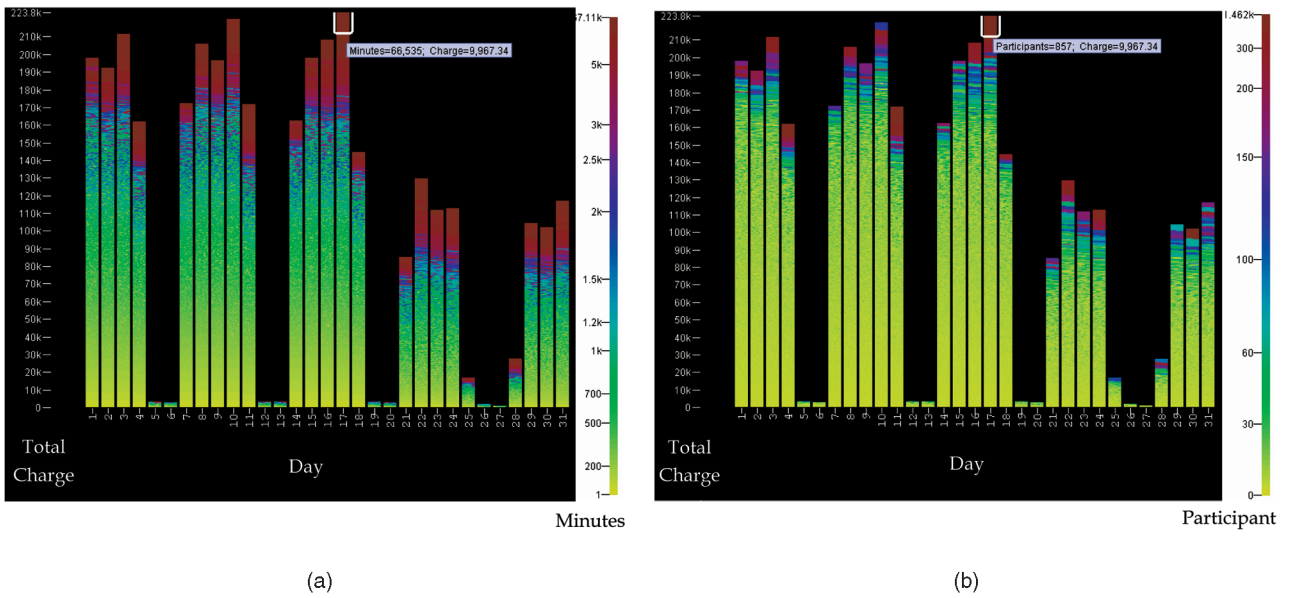 223.8k
210k
200k
190k
180k
170k
160k
150k
140k
130k
120k
110k
100k
90k
80k
70k
60k
50k
40k
30k
20k
10k
0
Minutes=66,535; Charge=9,967.34
1 2 3 4 5 6 7 8 9 10 11 12 13 14 15 16 17 18 19 20 21 22 23 24 25 26 27 28 29 30 31
Total
Charge
Day
7.11k
5k
3k
2.5k
2k
1.5k
1.2k
1k
700
500
200
1
Minutes
(a)
223.8k
210k
200k
190k
180k
170k
160k
150k
140k
130k
120k
110k
100k
90k
80k
70k
60k
50k
40k
30k
20k
10k
0
Participants=857; Charge=9,967.34
1 2 3 4 5 6 7 8 9 10 11 12 13 14 15 16 17 18 19 20 21 22 23 24 25 26 27 28 29 30 31
Total
Charge
Day
1.462k
300
200
150
100
60
30
0
Participant
(b)